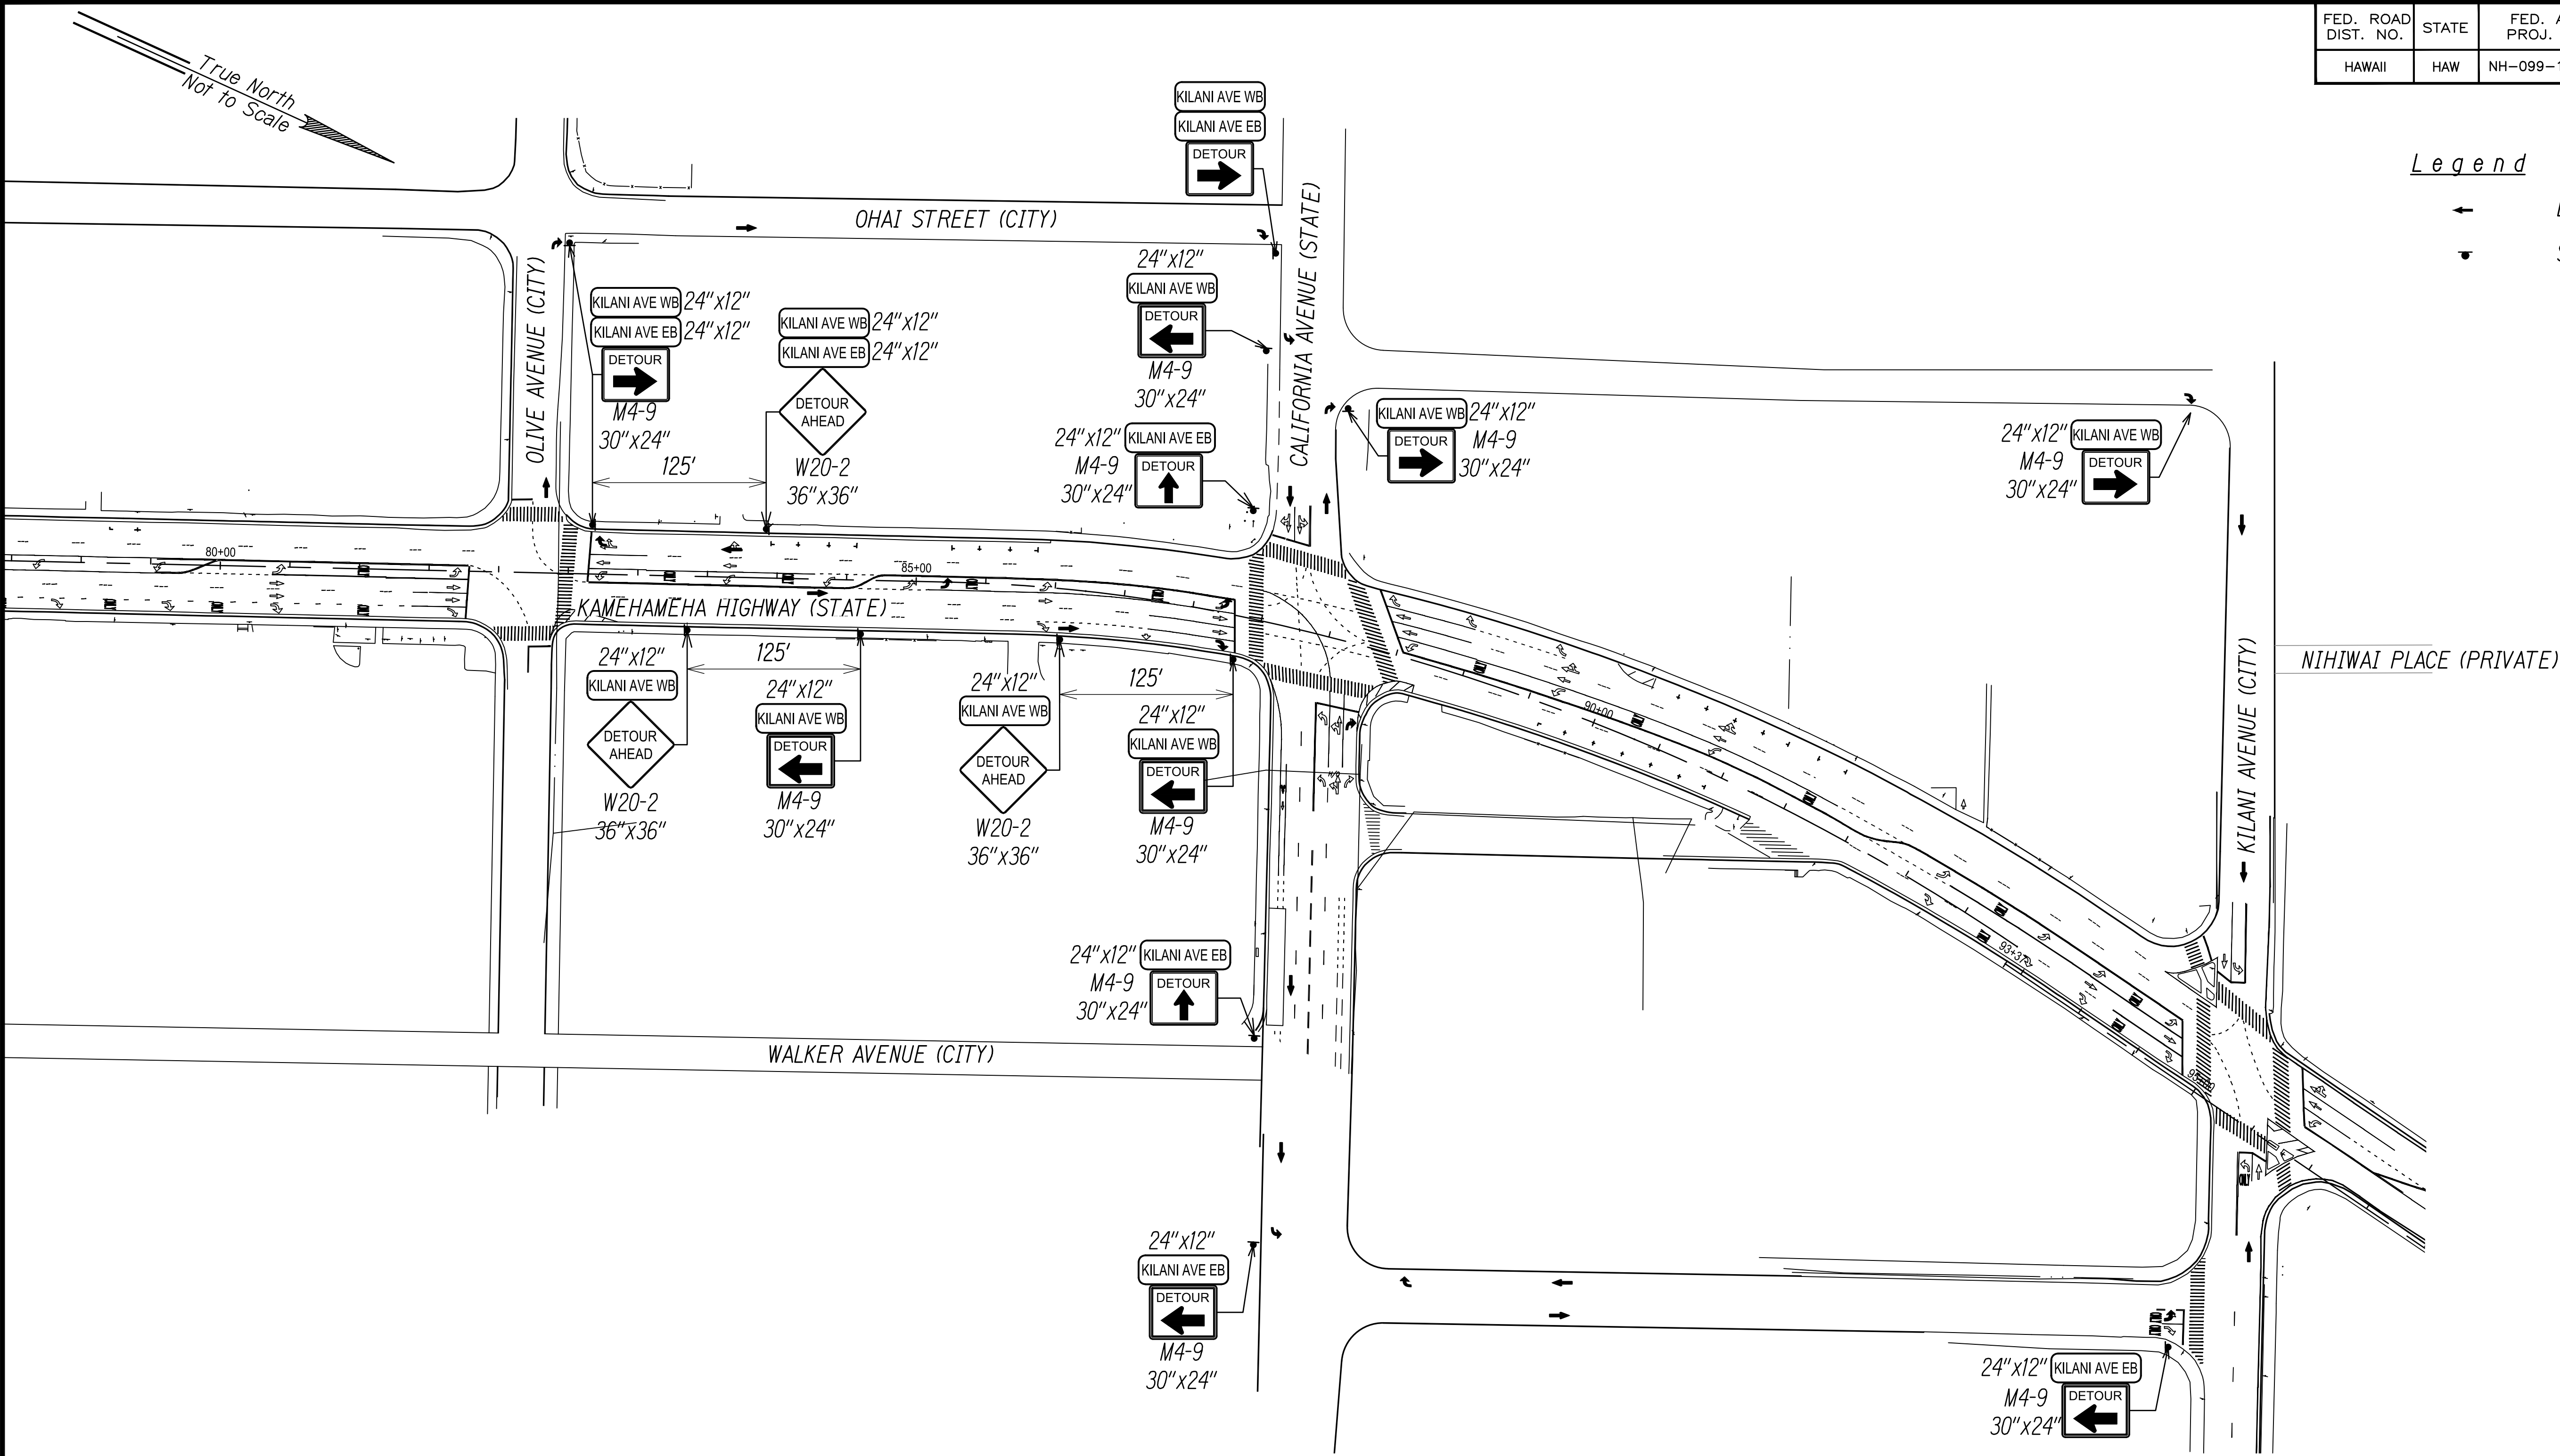 FED. ROAD DIST. NO.
STATE
FED. A
PROJ.
HAWAII
HAW
NH-099-1
True North
Not to Scale
Legend
KILANI AVE WB
KILANI AVE EB
DETOUR
OHAI STREET (CITY)
CALIFORNIA AVENUE (STATE)
OLIVE AVENUE (CITY)
KILANI AVE WB 24"x12"
KILANI AVE EB 24"x12"
DETOUR
M4-9
30"x24"
125'
KILANI AVE WB 24"x12"
KILANI AVE EB 24"x12"
DETOUR
AHEAD
W20-2
36"x36"
24"x12"
KILANI AVE WB
DETOUR
M4-9
30"x24"
24"x12" KILANI AVE EB
M4-9 DETOUR
30"x24"
KILANI AVE WB 24"x12"
DETOUR M4-9
30"x24"
24"x12" KILANI AVE WB
M4-9 DETOUR
30"x24"
80+00
85+00
KAMEHAMEHA HIGHWAY (STATE)
KILANI AVENUE (CITY)
NIHIWAI PLACE (PRIVATE)
90+00
93+37
24"x12"
KILANI AVE WB
DETOUR
AHEAD
W20-2
36"x36"
125'
24"x12"
KILANI AVE WB
DETOUR
M4-9
30"x24"
24"x12"
KILANI AVE WB
DETOUR
AHEAD
W20-2
36"x36"
125'
24"x12"
KILANI AVE WB
DETOUR
M4-9
30"x24"
24"x12" KILANI AVE EB
M4-9 DETOUR
30"x24"
WALKER AVENUE (CITY)
24"x12"
KILANI AVE EB
DETOUR
M4-9
30"x24"
ONLY ONLY
24"x12" KILANI AVE EB
M4-9 DETOUR
30"x24"